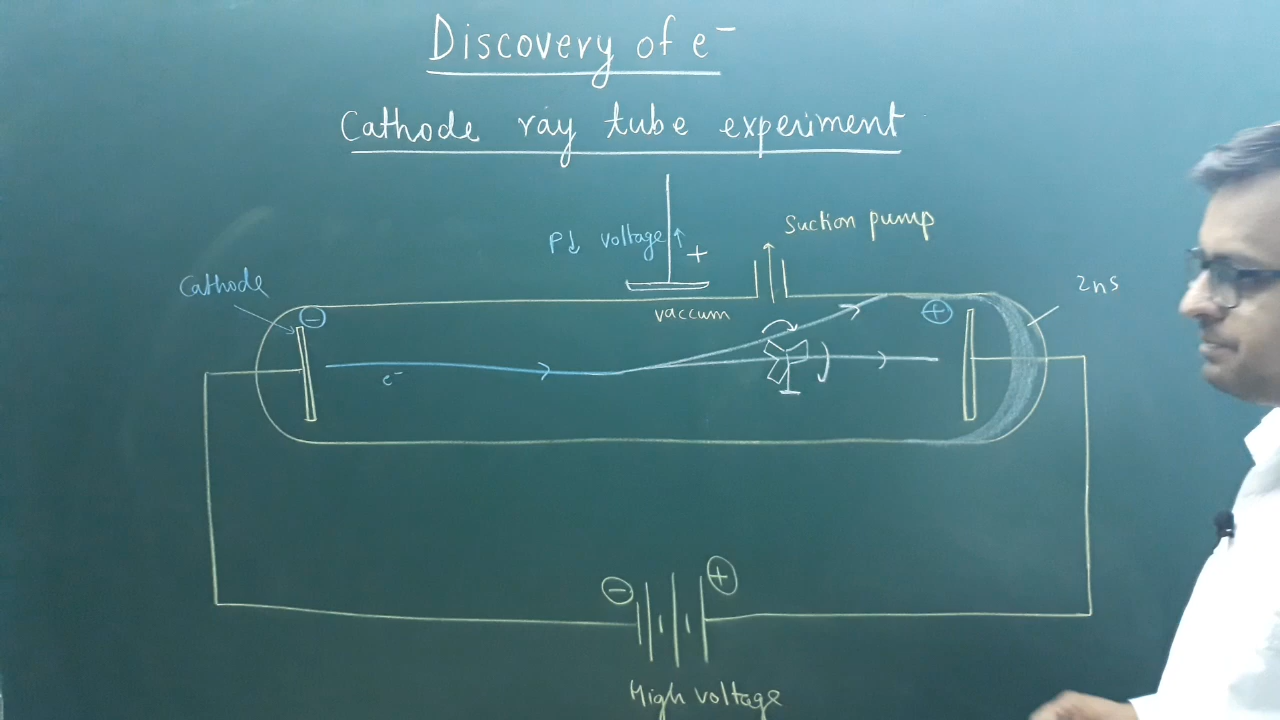 Discovery of e⁻
Cathode ray tube experiment
Suction pump
P↓ voltage↑ +
Cathode
ZnS
vaccum
⊖
⊕
e⁻
⊖ ⊕
High voltage